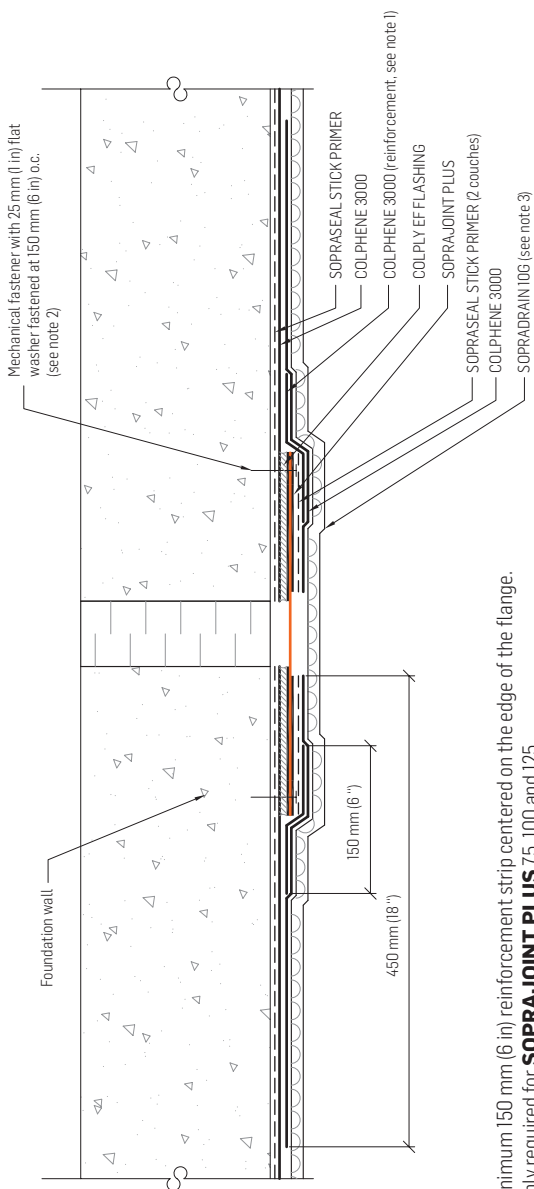 Mechanical fastener with 25 mm (1 in) flat
washer fastened at 150 mm (6 in) o.c.
(see note 2)
Foundation wall
SOPRASEAL STICK PRIMER
COLPHENE 3000
COLPHENE 3000 (reinforcement, see note 1)
COLPLY EF FLASHING
SOPRAJOINT PLUS
SOPRASEAL STICK PRIMER (2 couches)
COLPHENE 3000
SOPRADRAIN 10G (see note 3)
150 mm (6 ")
450 mm (18 ")
nimum 150 mm (6 in) reinforcement strip centered on the edge of the flange.
nly required for SOPRAJOINT PLUS 75, 100 and 125